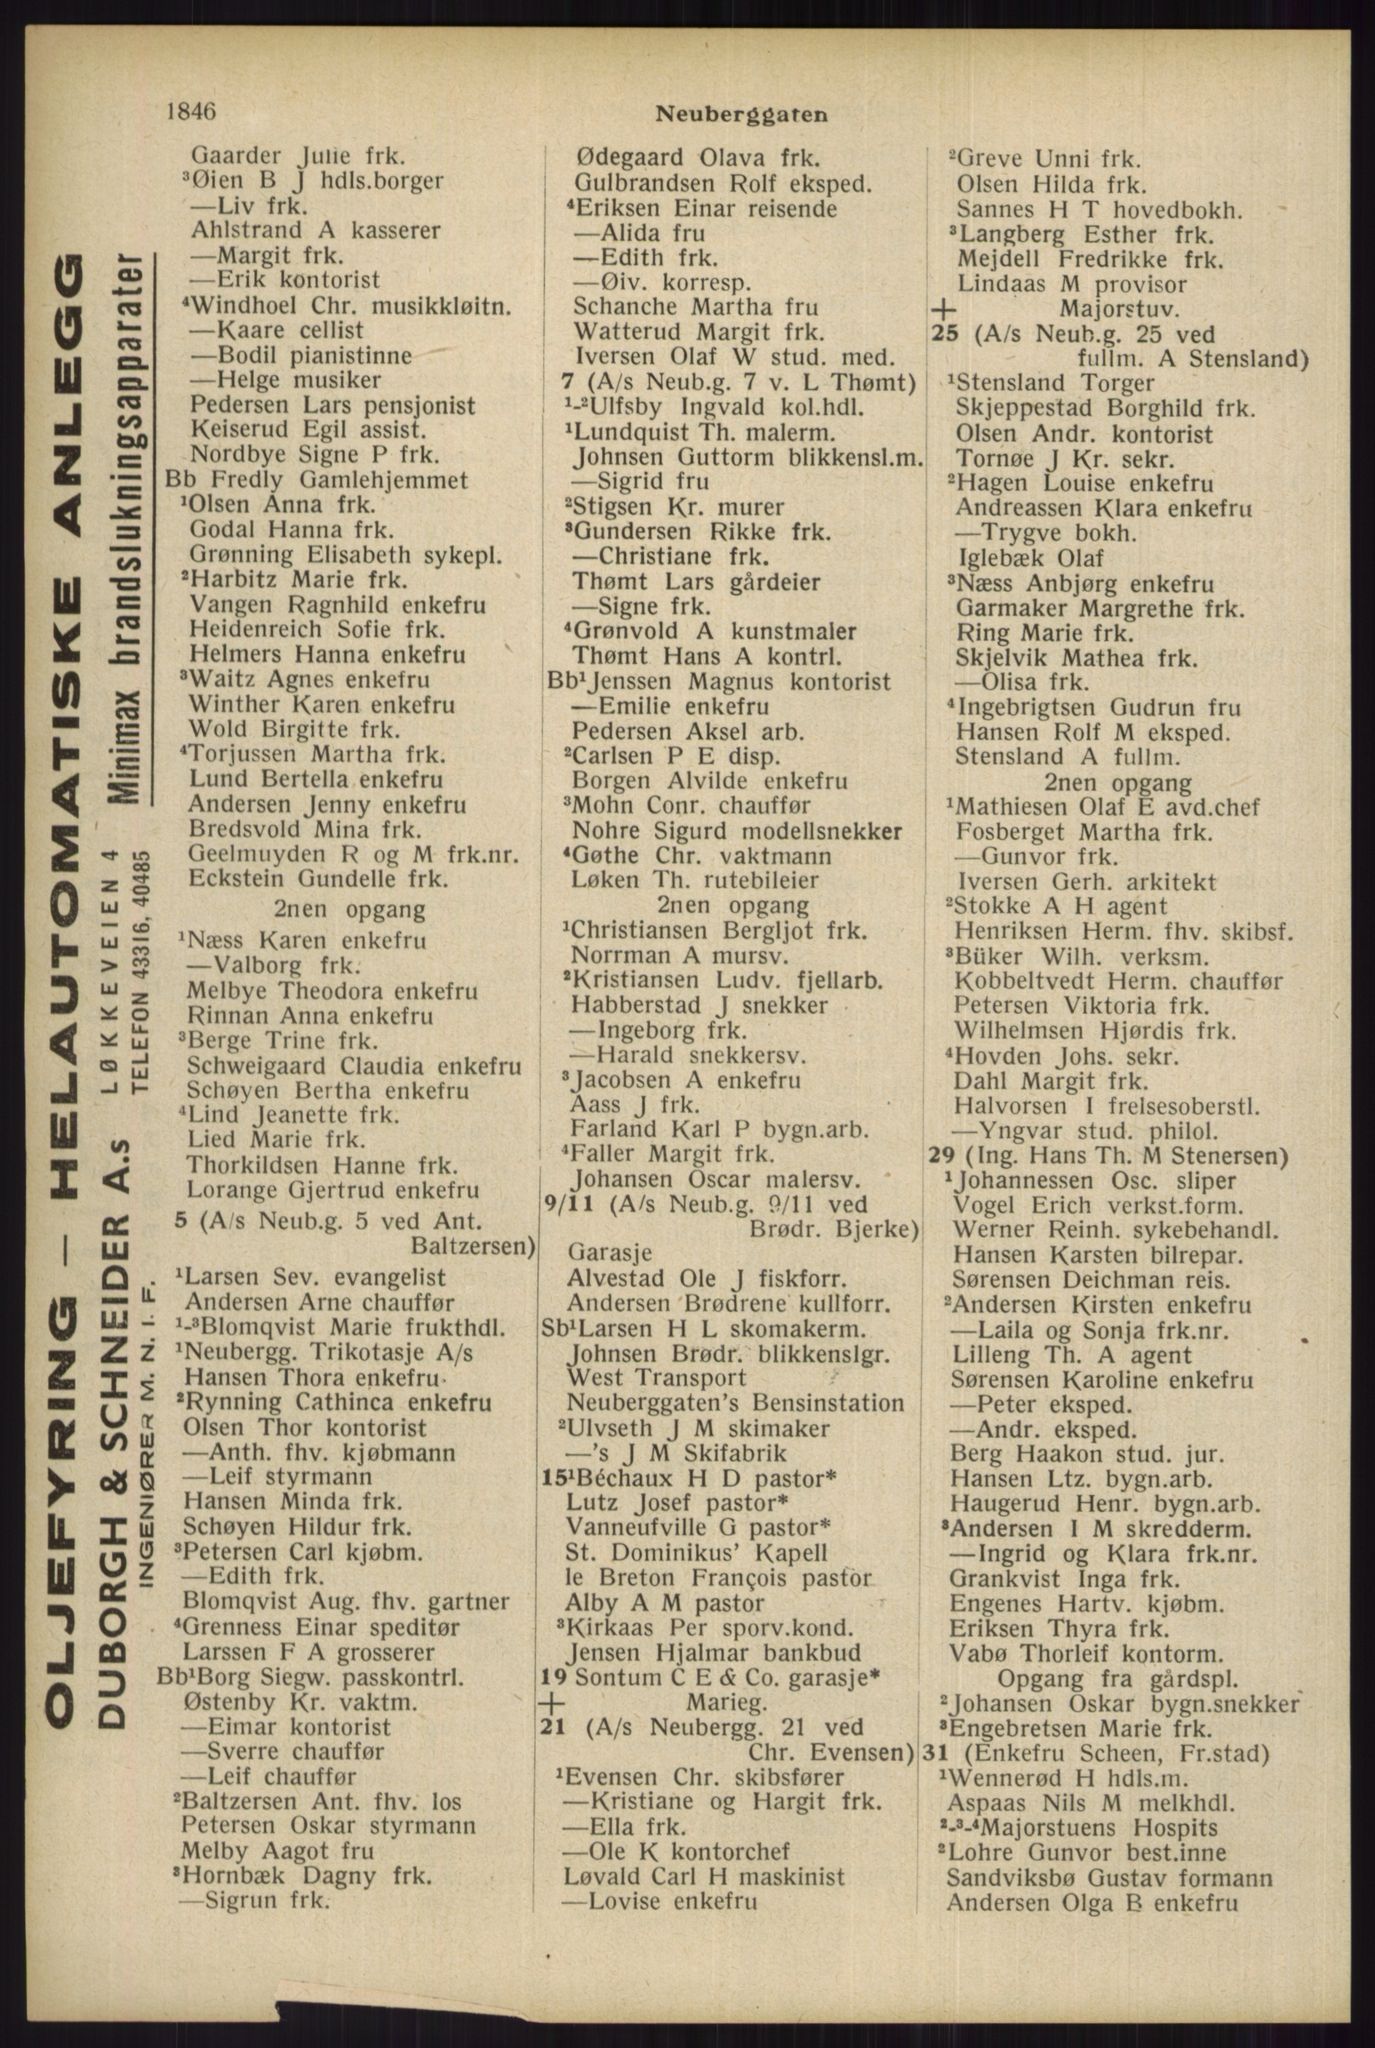 1846
Neuberggaten
OLJEFYRING — HELAUTOMATISKE ANLEGG
DUBORGH & SCHNEIDER A.s
INGENIØRER M. N. I. F.
LØKKEVEIEN 4
TELEFON 43316, 40485
Minimax brandslukningsapparater
Gaarder Julie frk.
³Øien B J hdls.borger
—Liv frk.
Ahlstrand A kasserer
—Margit frk.
—Erik kontorist
⁴Windhoel Chr. musikkløitn.
—Kaare cellist
—Bodil pianistinne
—Helge musiker
Pedersen Lars pensjonist
Keiserud Egil assist.
Nordbye Signe P frk.
Bb Fredly Gamlehjemmet
¹Olsen Anna frk.
Godal Hanna frk.
Grønning Elisabeth sykepl.
²Harbitz Marie frk.
Vangen Ragnhild enkefru
Heidenreich Sofie frk.
Helmers Hanna enkefru
³Waitz Agnes enkefru
Winther Karen enkefru
Wold Birgitte frk.
⁴Torjussen Martha frk.
Lund Bertella enkefru
Andersen Jenny enkefru
Bredsvold Mina frk.
Geelmuyden R og M frk.nr.
Eckstein Gundelle frk.
2nen opgang
¹Næss Karen enkefru
—Valborg frk.
Melbye Theodora enkefru
Rinnan Anna enkefru
³Berge Trine frk.
Schweigaard Claudia enkefru
Schøyen Bertha enkefru
⁴Lind Jeanette frk.
Lied Marie frk.
Thorkildsen Hanne frk.
Lorange Gjertrud enkefru
5 (A/s Neub.g. 5 ved Ant.
Baltzersen)
¹Larsen Sev. evangelist
Andersen Arne chauffør
¹-³Blomqvist Marie frukthdl.
¹Neubergg. Trikotasje A/s
Hansen Thora enkefru
²Rynning Cathinca enkefru
Olsen Thor kontorist
—Anth. fhv. kjøbmann
—Leif styrmann
Hansen Minda frk.
Schøyen Hildur frk.
³Petersen Carl kjøbm.
—Edith frk.
Blomqvist Aug. fhv. gartner
⁴Grenness Einar speditør
Larssen F A grosserer
Bb¹Borg Siegw. passkontrl.
Østenby Kr. vaktm.
—Eimar kontorist
—Sverre chauffør
—Leif chauffør
²Baltzersen Ant. fhv. los
Petersen Oskar styrmann
Melby Aagot fru
³Hornbæk Dagny frk.
—Sigrun frk.
Ødegaard Olava frk.
Gulbrandsen Rolf eksped.
⁴Eriksen Einar reisende
—Alida fru
—Edith frk.
—Øiv. korresp.
Schanche Martha fru
Watterud Margit frk.
Iversen Olaf W stud. med.
7 (A/s Neub.g. 7 v. L Thømt)
¹-²Ulfsby Ingvald kol.hdl.
¹Lundquist Th. malerm.
Johnsen Guttorm blikkensl.m.
—Sigrid fru
²Stigsen Kr. murer
³Gundersen Rikke frk.
—Christiane frk.
Thømt Lars gårdeier
—Signe frk.
⁴Grønvold A kunstmaler
Thømt Hans A kontrl.
Bb¹Jenssen Magnus kontorist
—Emilie enkefru
Pedersen Aksel arb.
²Carlsen P E disp.
Borgen Alvilde enkefru
³Mohn Conr. chauffør
Nohre Sigurd modellsnekker
⁴Gøthe Chr. vaktmann
Løken Th. rutebileier
2nen opgang
¹Christiansen Bergljot frk.
Norrman A mursv.
²Kristiansen Ludv. fjellarb.
Habberstad J snekker
—Ingeborg frk.
—Harald snekkersv.
³Jacobsen A enkefru
Aass J frk.
Farland Karl P bygn.arb.
⁴Faller Margit frk.
Johansen Oscar malersv.
9/11 (A/s Neub.g. 9/11 ved
Brødr. Bjerke)
Garasje
Alvestad Ole J fiskforr.
Andersen Brødrene kullforr.
Sb¹Larsen H L skomakerm.
Johnsen Brødr. blikkenslgr.
West Transport
Neuberggaten's Bensinstation
²Ulvseth J M skimaker
—'s J M Skifabrik
15¹Béchaux H D pastor*
Lutz Josef pastor*
Vanneufville G pastor*
St. Dominikus' Kapell
le Breton François pastor
Alby A M pastor
³Kirkaas Per sporv.kond.
Jensen Hjalmar bankbud
19 Sontum C E & Co. garasje*
+ Marieg.
21 (A/s Neubergg. 21 ved
Chr. Evensen)
¹Evensen Chr. skibsfører
—Kristiane og Hargit frk.
—Ella frk.
—Ole K kontorchef
Løvald Carl H maskinist
—Lovise enkefru
²Greve Unni frk.
Olsen Hilda frk.
Sannes H T hovedbokh.
³Langberg Esther frk.
Mejdell Fredrikke frk.
Lindaas M provisor
+ Majorstuv.
25 (A/s Neub.g. 25 ved
fullm. A Stensland)
¹Stensland Torger
Skjeppestad Borghild frk.
Olsen Andr. kontorist
Tornøe J Kr. sekr.
²Hagen Louise enkefru
Andreassen Klara enkefru
—Trygve bokh.
Iglebæk Olaf
³Næss Anbjørg enkefru
Garmaker Margrethe frk.
Ring Marie frk.
Skjelvik Mathea frk.
—Olisa frk.
⁴Ingebrigtsen Gudrun fru
Hansen Rolf M eksped.
Stensland A fullm.
2nen opgang
¹Mathiesen Olaf E avd.chef
Fosberget Martha frk.
—Gunvor frk.
Iversen Gerh. arkitekt
²Stokke A H agent
Henriksen Herm. fhv. skibsf.
³Büker Wilh. verksm.
Kobbeltvedt Herm. chauffør
Petersen Viktoria frk.
Wilhelmsen Hjørdis frk.
⁴Hovden Johs. sekr.
Dahl Margit frk.
Halvorsen I frelsesoberstl.
—Yngvar stud. philol.
29 (Ing. Hans Th. M Stenersen)
¹Johannessen Osc. sliper
Vogel Erich verkst.form.
Werner Reinh. sykebehandl.
Hansen Karsten bilrepar.
Sørensen Deichman reis.
²Andersen Kirsten enkefru
—Laila og Sonja frk.nr.
Lilleng Th. A agent
Sørensen Karoline enkefru
—Peter eksped.
—Andr. eksped.
Berg Haakon stud. jur.
Hansen Ltz. bygn.arb.
Haugerud Henr. bygn.arb.
³Andersen I M skredderm.
—Ingrid og Klara frk.nr.
Grankvist Inga frk.
Engenes Hartv. kjøbm.
Eriksen Thyra frk.
Vabø Thorleif kontorm.
Opgang fra gårdspl.
²Johansen Oskar bygn.snekker
³Engebretsen Marie frk.
31 (Enkefru Scheen, Fr.stad)
¹Wennerød H hdls.m.
Aspaas Nils M melkhdl.
²-³-⁴Majorstuens Hospits
²Lohre Gunvor best.inne
Sandviksbø Gustav formann
Andersen Olga B enkefru